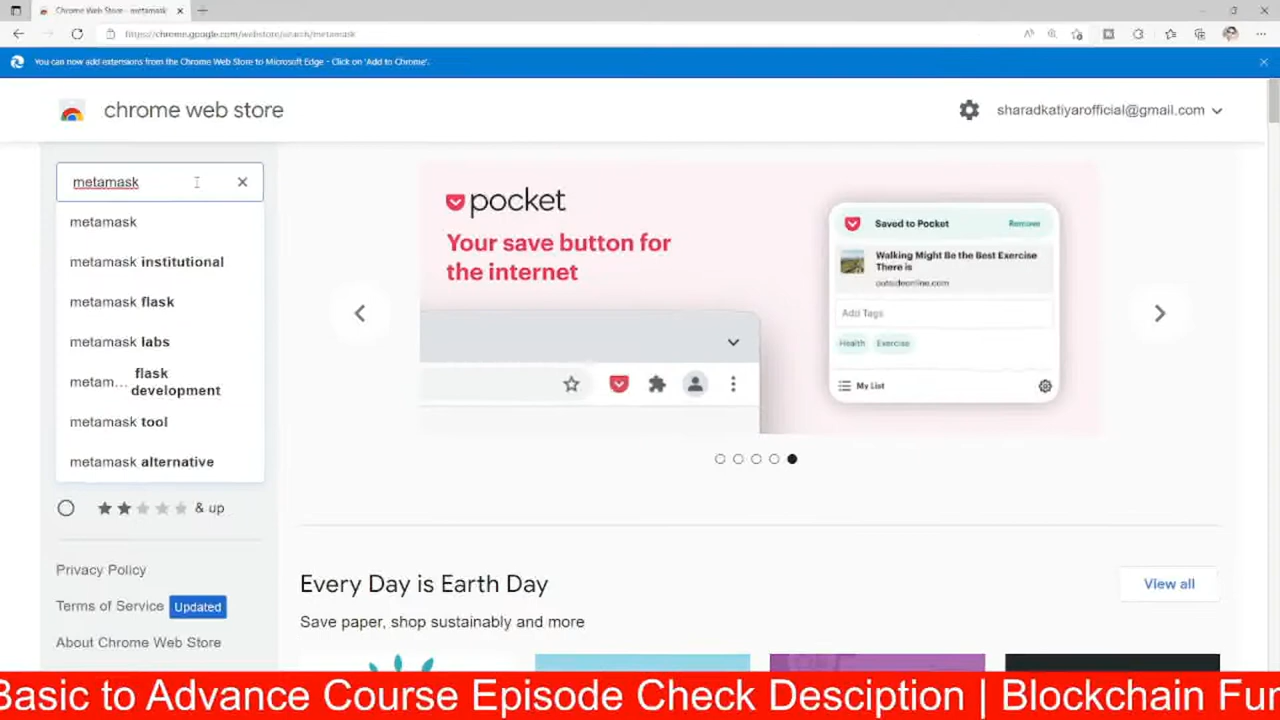 Chrome Web Store - metamask
https://chrome.google.com/webstore/search/metamask
You can now add extensions from the Chrome Web Store to Microsoft Edge - Click on 'Add to Chrome'.
chrome web store
sharadkatiyarofficial@gmail.com
metamask
metamask
metamask institutional
metamask flask
metamask labs
metam... flask development
metamask tool
metamask alternative
& up
Privacy Policy
Terms of Service Updated
About Chrome Web Store
pocket
Your save button for
the internet
Saved to Pocket Remove
Walking Might Be the Best Exercise
There is
outsideonline.com
Add Tags
Health Exercise
My List
Every Day is Earth Day
View all
Save paper, shop sustainably and more
Basic to Advance Course Episode Check Desciption | Blockchain Fur